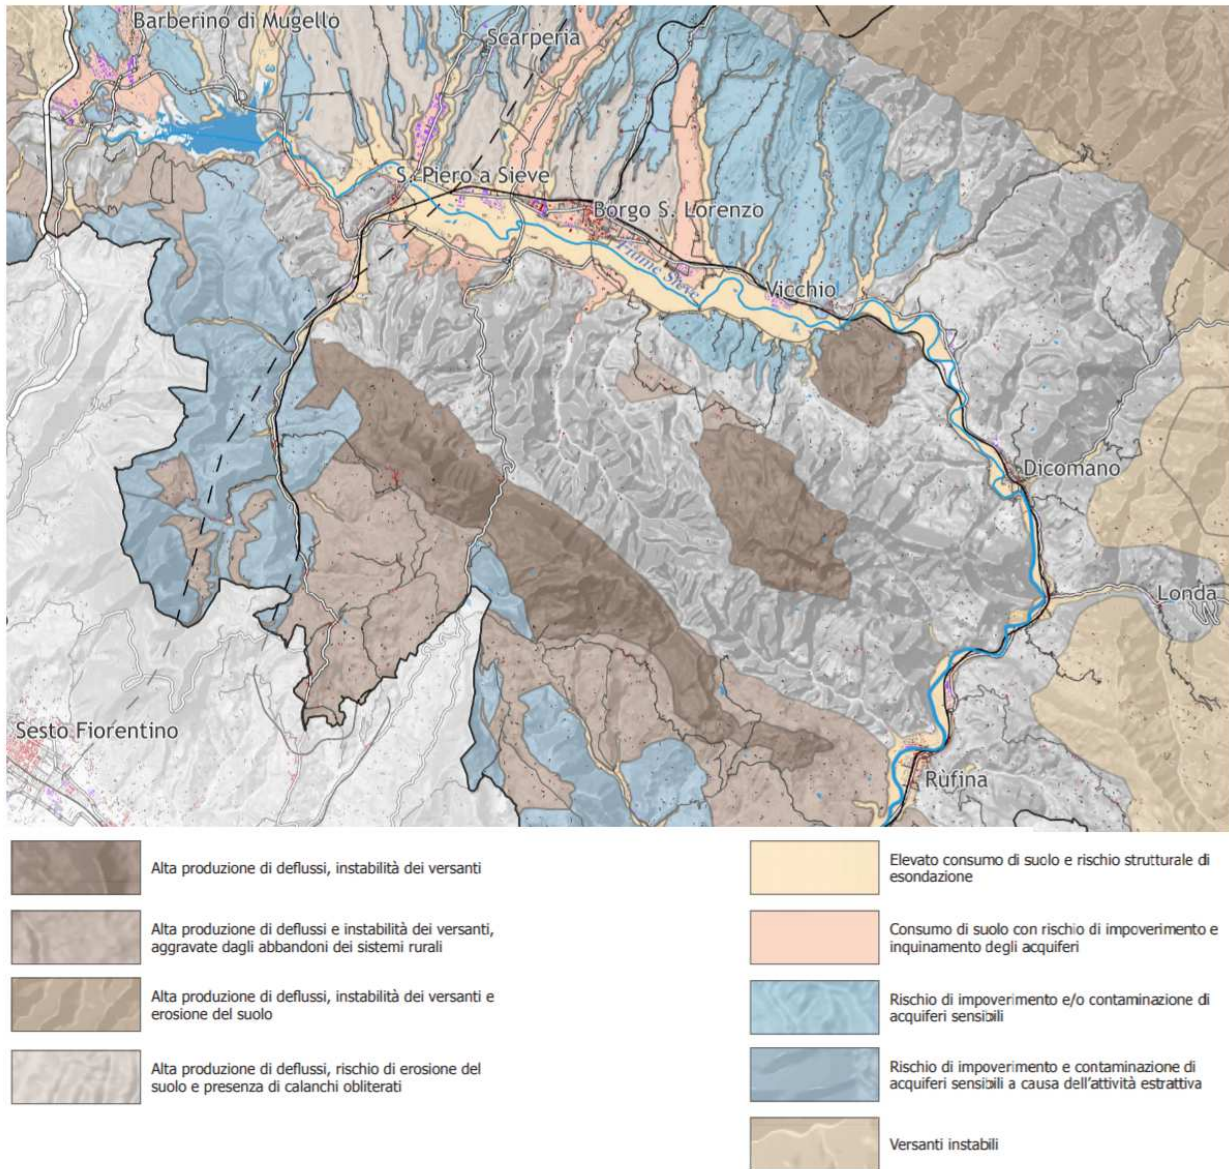 Barberino di Mugello
Scarperia
S. Piero a Sieve
Borgo S. Lorenzo
Fiume Sieve
Vicchio
Dicomano
Londa
Sesto Fiorentino
Rùfina
Alta produzione di deflussi, instabilità dei versanti
Alta produzione di deflussi e instabilità dei versanti,
aggravate dagli abbandoni dei sistemi rurali
Alta produzione di deflussi, instabilità dei versanti e
erosione del suolo
Alta produzione di deflussi, rischio di erosione del
suolo e presenza di calanchi obliterati
Elevato consumo di suolo e rischio strutturale di
esondazione
Consumo di suolo con rischio di impoverimento e
inquinamento degli acquiferi
Rischio di impoverimento e/o contaminazione di
acquiferi sensibili
Rischio di impoverimento e contaminazione di
acquiferi sensibili a causa dell'attività estrattiva
Versanti instabili